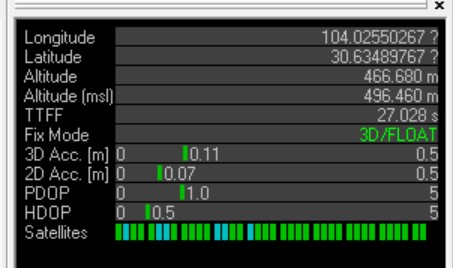 Longitude 104.02550267 ?
Latitude 30.63489767 ?
Altitude 466.680 m
Altitude (msl) 496.460 m
TTFF 27.028 s
Fix Mode 3D/FLOAT
3D Acc. [m] 0 0.11 0.5
2D Acc. [m] 0 0.07 0.5
PDOP 0 1.0 5
HDOP 0 0.5 5
Satellites